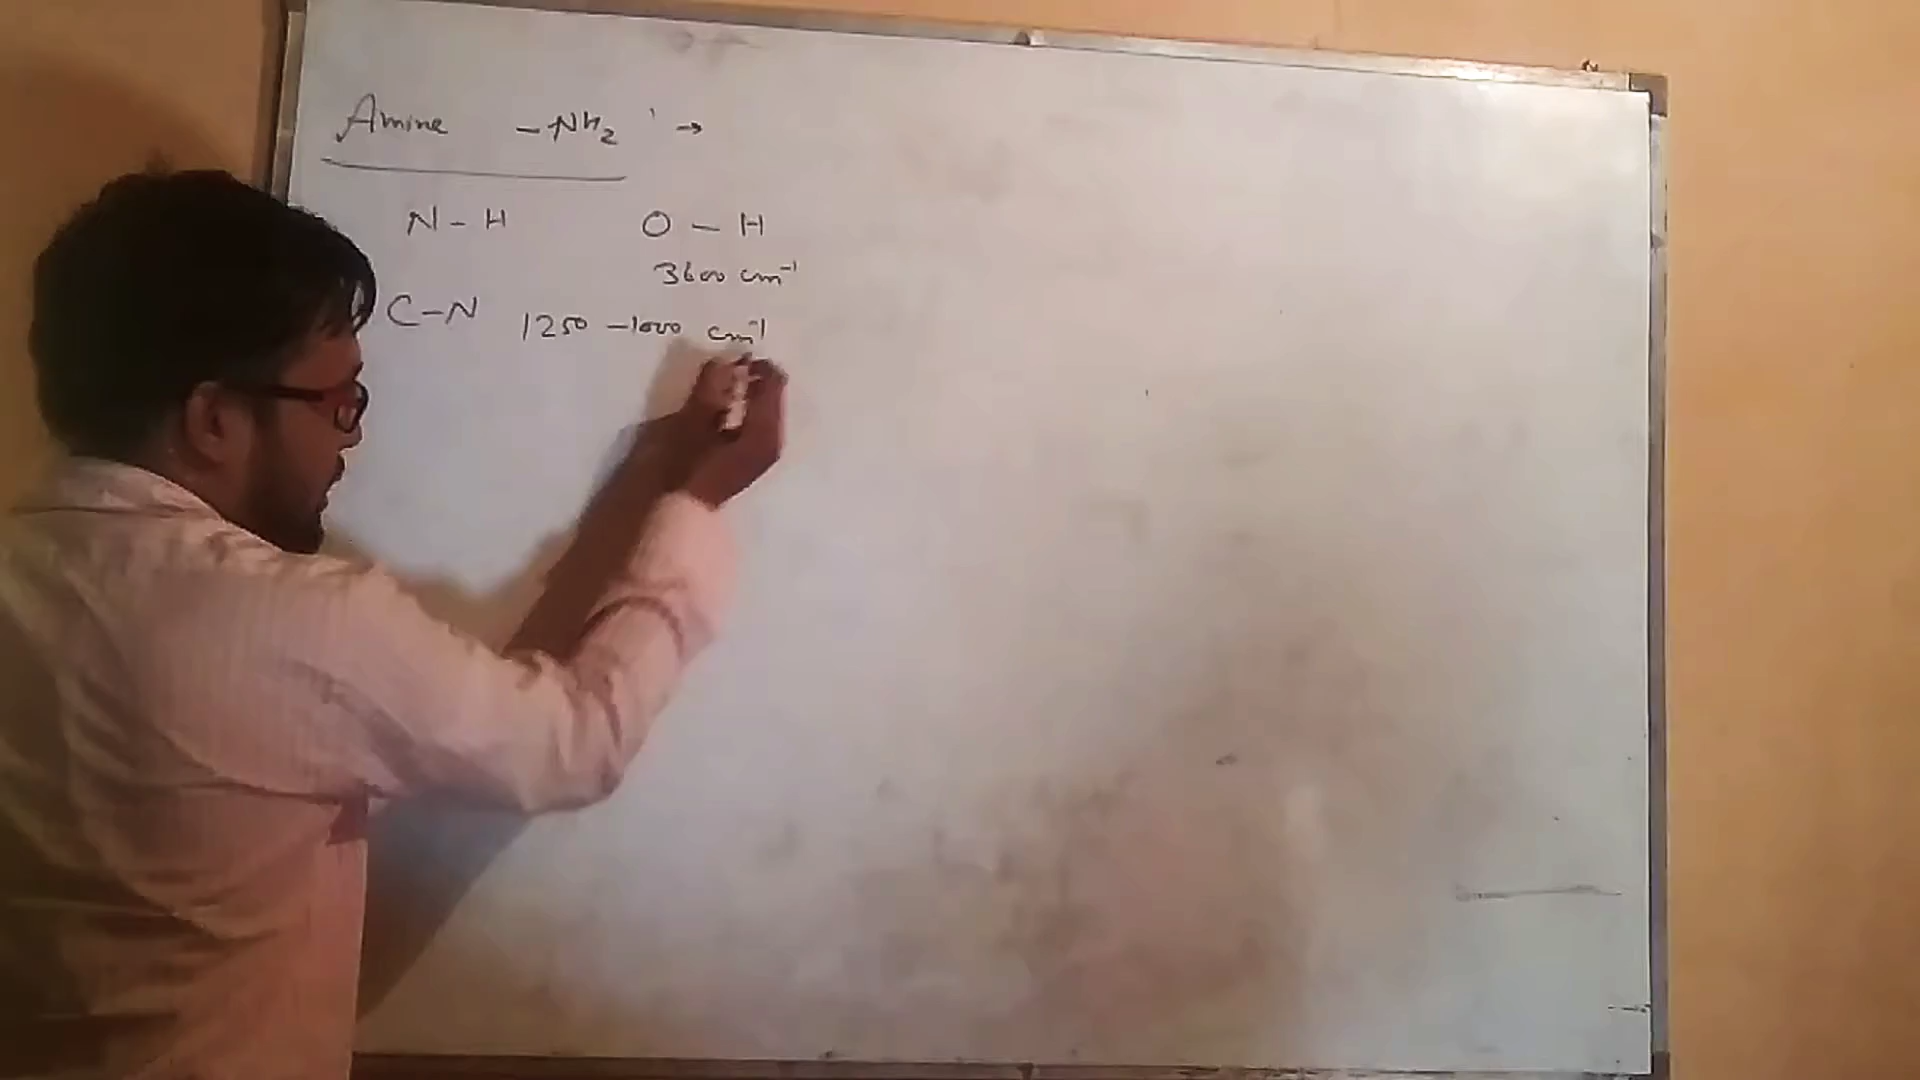 Amine -NH₂ ' →
N - H O - H
3600 cm⁻¹
C-N 1250 -1000 cm⁻¹